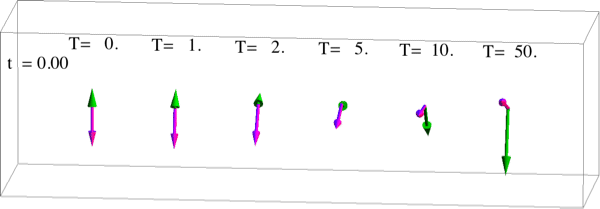 T= 0. T= 1. T= 2. T= 5. T= 10. T= 50.
t = 0.00